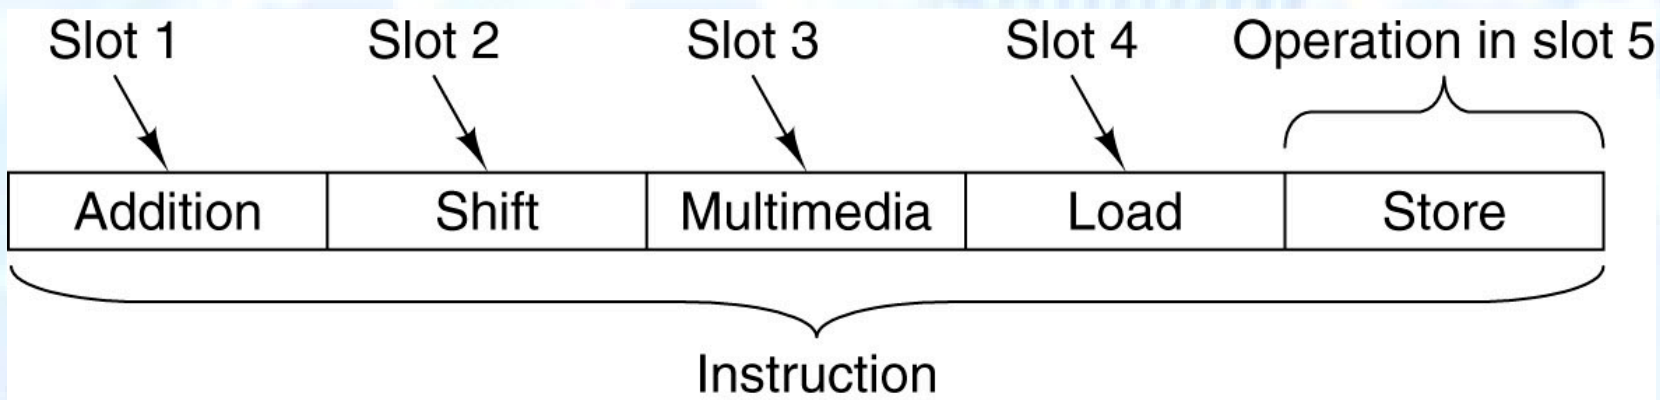 Slot 1 Slot 2 Slot 3 Slot 4 Operation in slot 5
Addition Shift Multimedia Load Store
Instruction